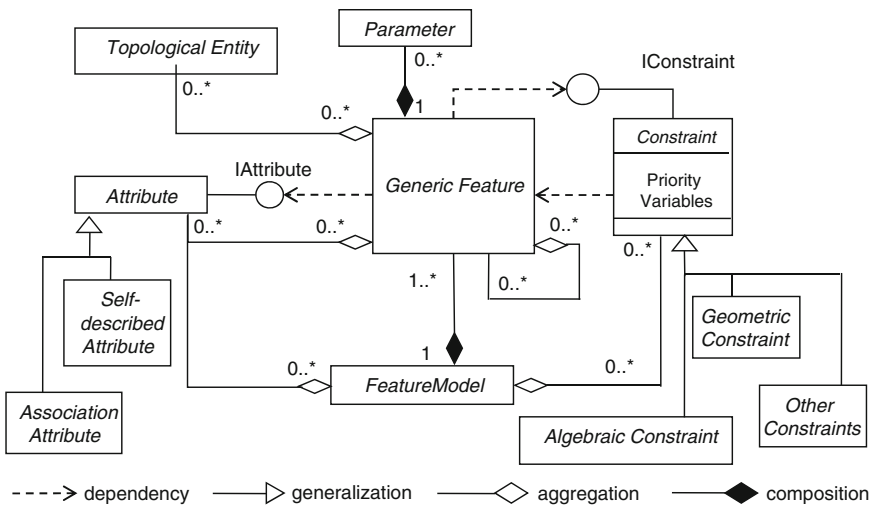 Topological Entity
Parameter
0..*
0..*
IConstraint
1
0..*
Constraint
Priority
Variables
IAttribute
Generic Feature
Attribute
0..*
0..*
0..*
0..*
1..*
0..*
Self-
described
Attribute
Geometric
Constraint
1
0..*
0..*
FeatureModel
Association
Attribute
Algebraic Constraint
Other
Constraints
dependency
generalization
aggregation
composition